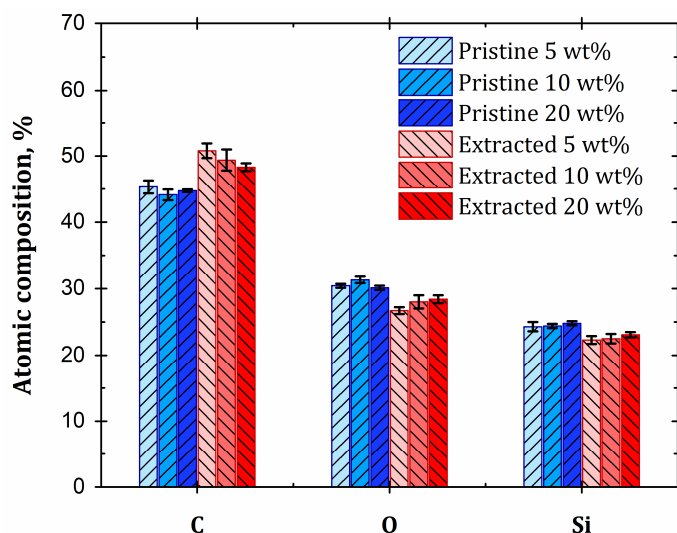 70
60
50
40
30
20
10
0
Atomic composition, %
Pristine 5 wt%
Pristine 10 wt%
Pristine 20 wt%
Extracted 5 wt%
Extracted 10 wt%
Extracted 20 wt%
C
O
Si